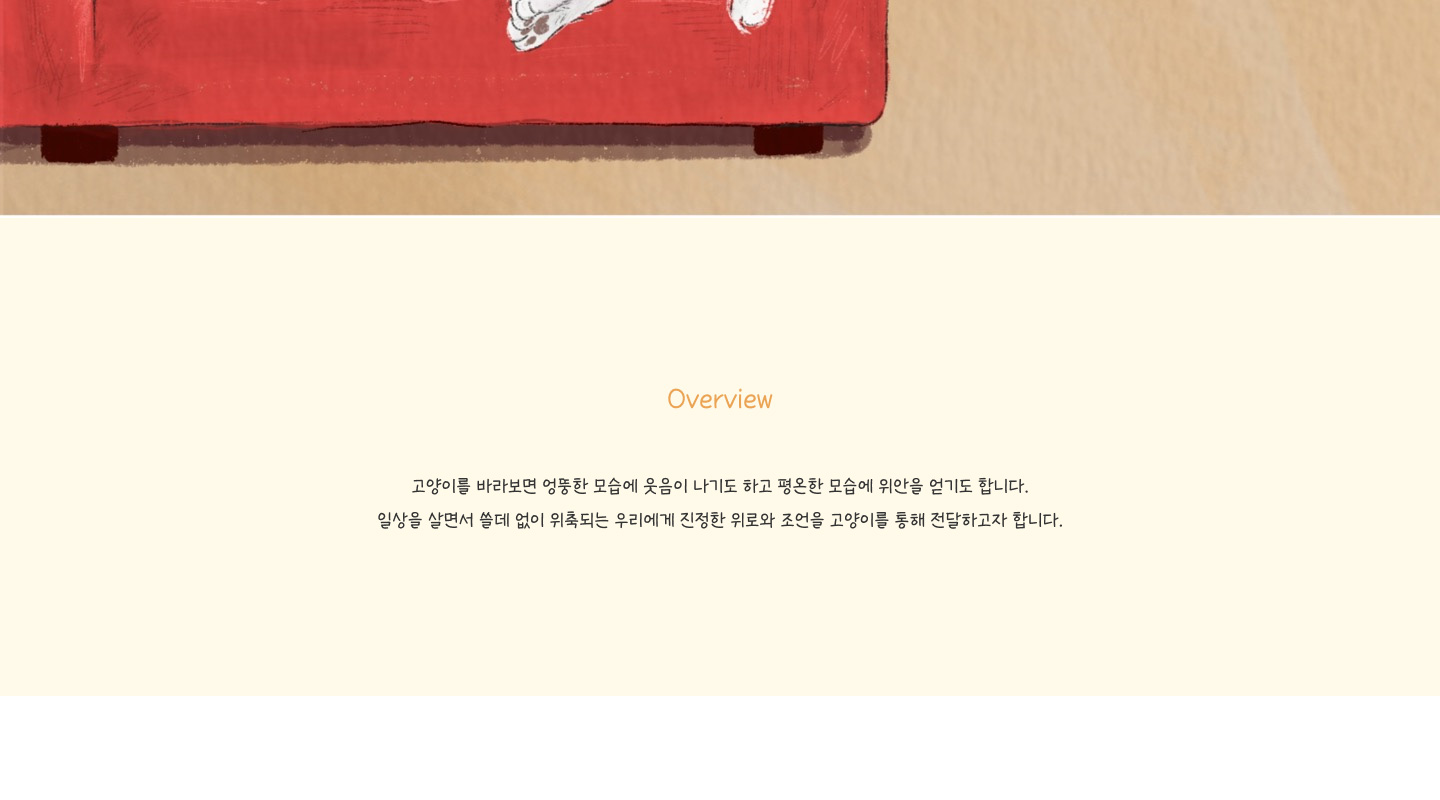 Overview
고양이를 바라보면 엉뚱한 모습에 웃음이 나기도 하고 평온한 모습에 위안을 얻기도 합니다.
일상을 살면서 쓸데 없이 위축되는 우리에게 진정한 위로와 조언을 고양이를 통해 전달하고자 합니다.